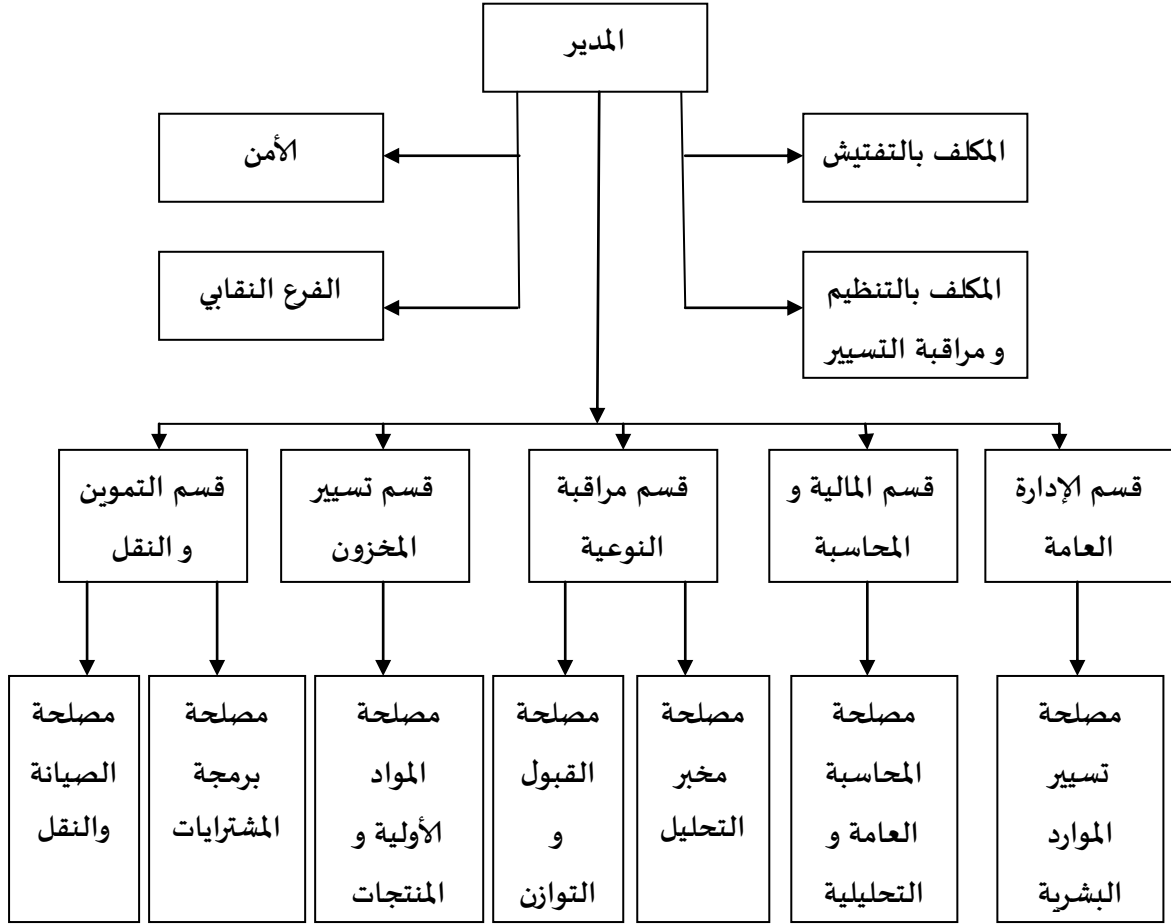 المدير
المكلف بالتفتيش
الأمن
المكلف بالتنظيم
و مراقبة التسيير
الفرع النقابي
قسم الإدارة
العامة
قسم المالية و
المحاسبة
قسم مراقبة
النوعية
قسم تسيير
المخزون
قسم التموين
و النقل
مصلحة
تسيير
الموارد
البشرية
مصلحة
المحاسبة
العامة و
التحليلية
مصلحة
مخبر
التحليل
مصلحة
القبول
و
التوازن
مصلحة
المواد
الأولية و
المنتجات
مصلحة
برمجة
المشترايات
مصلحة
الصيانة
والنقل